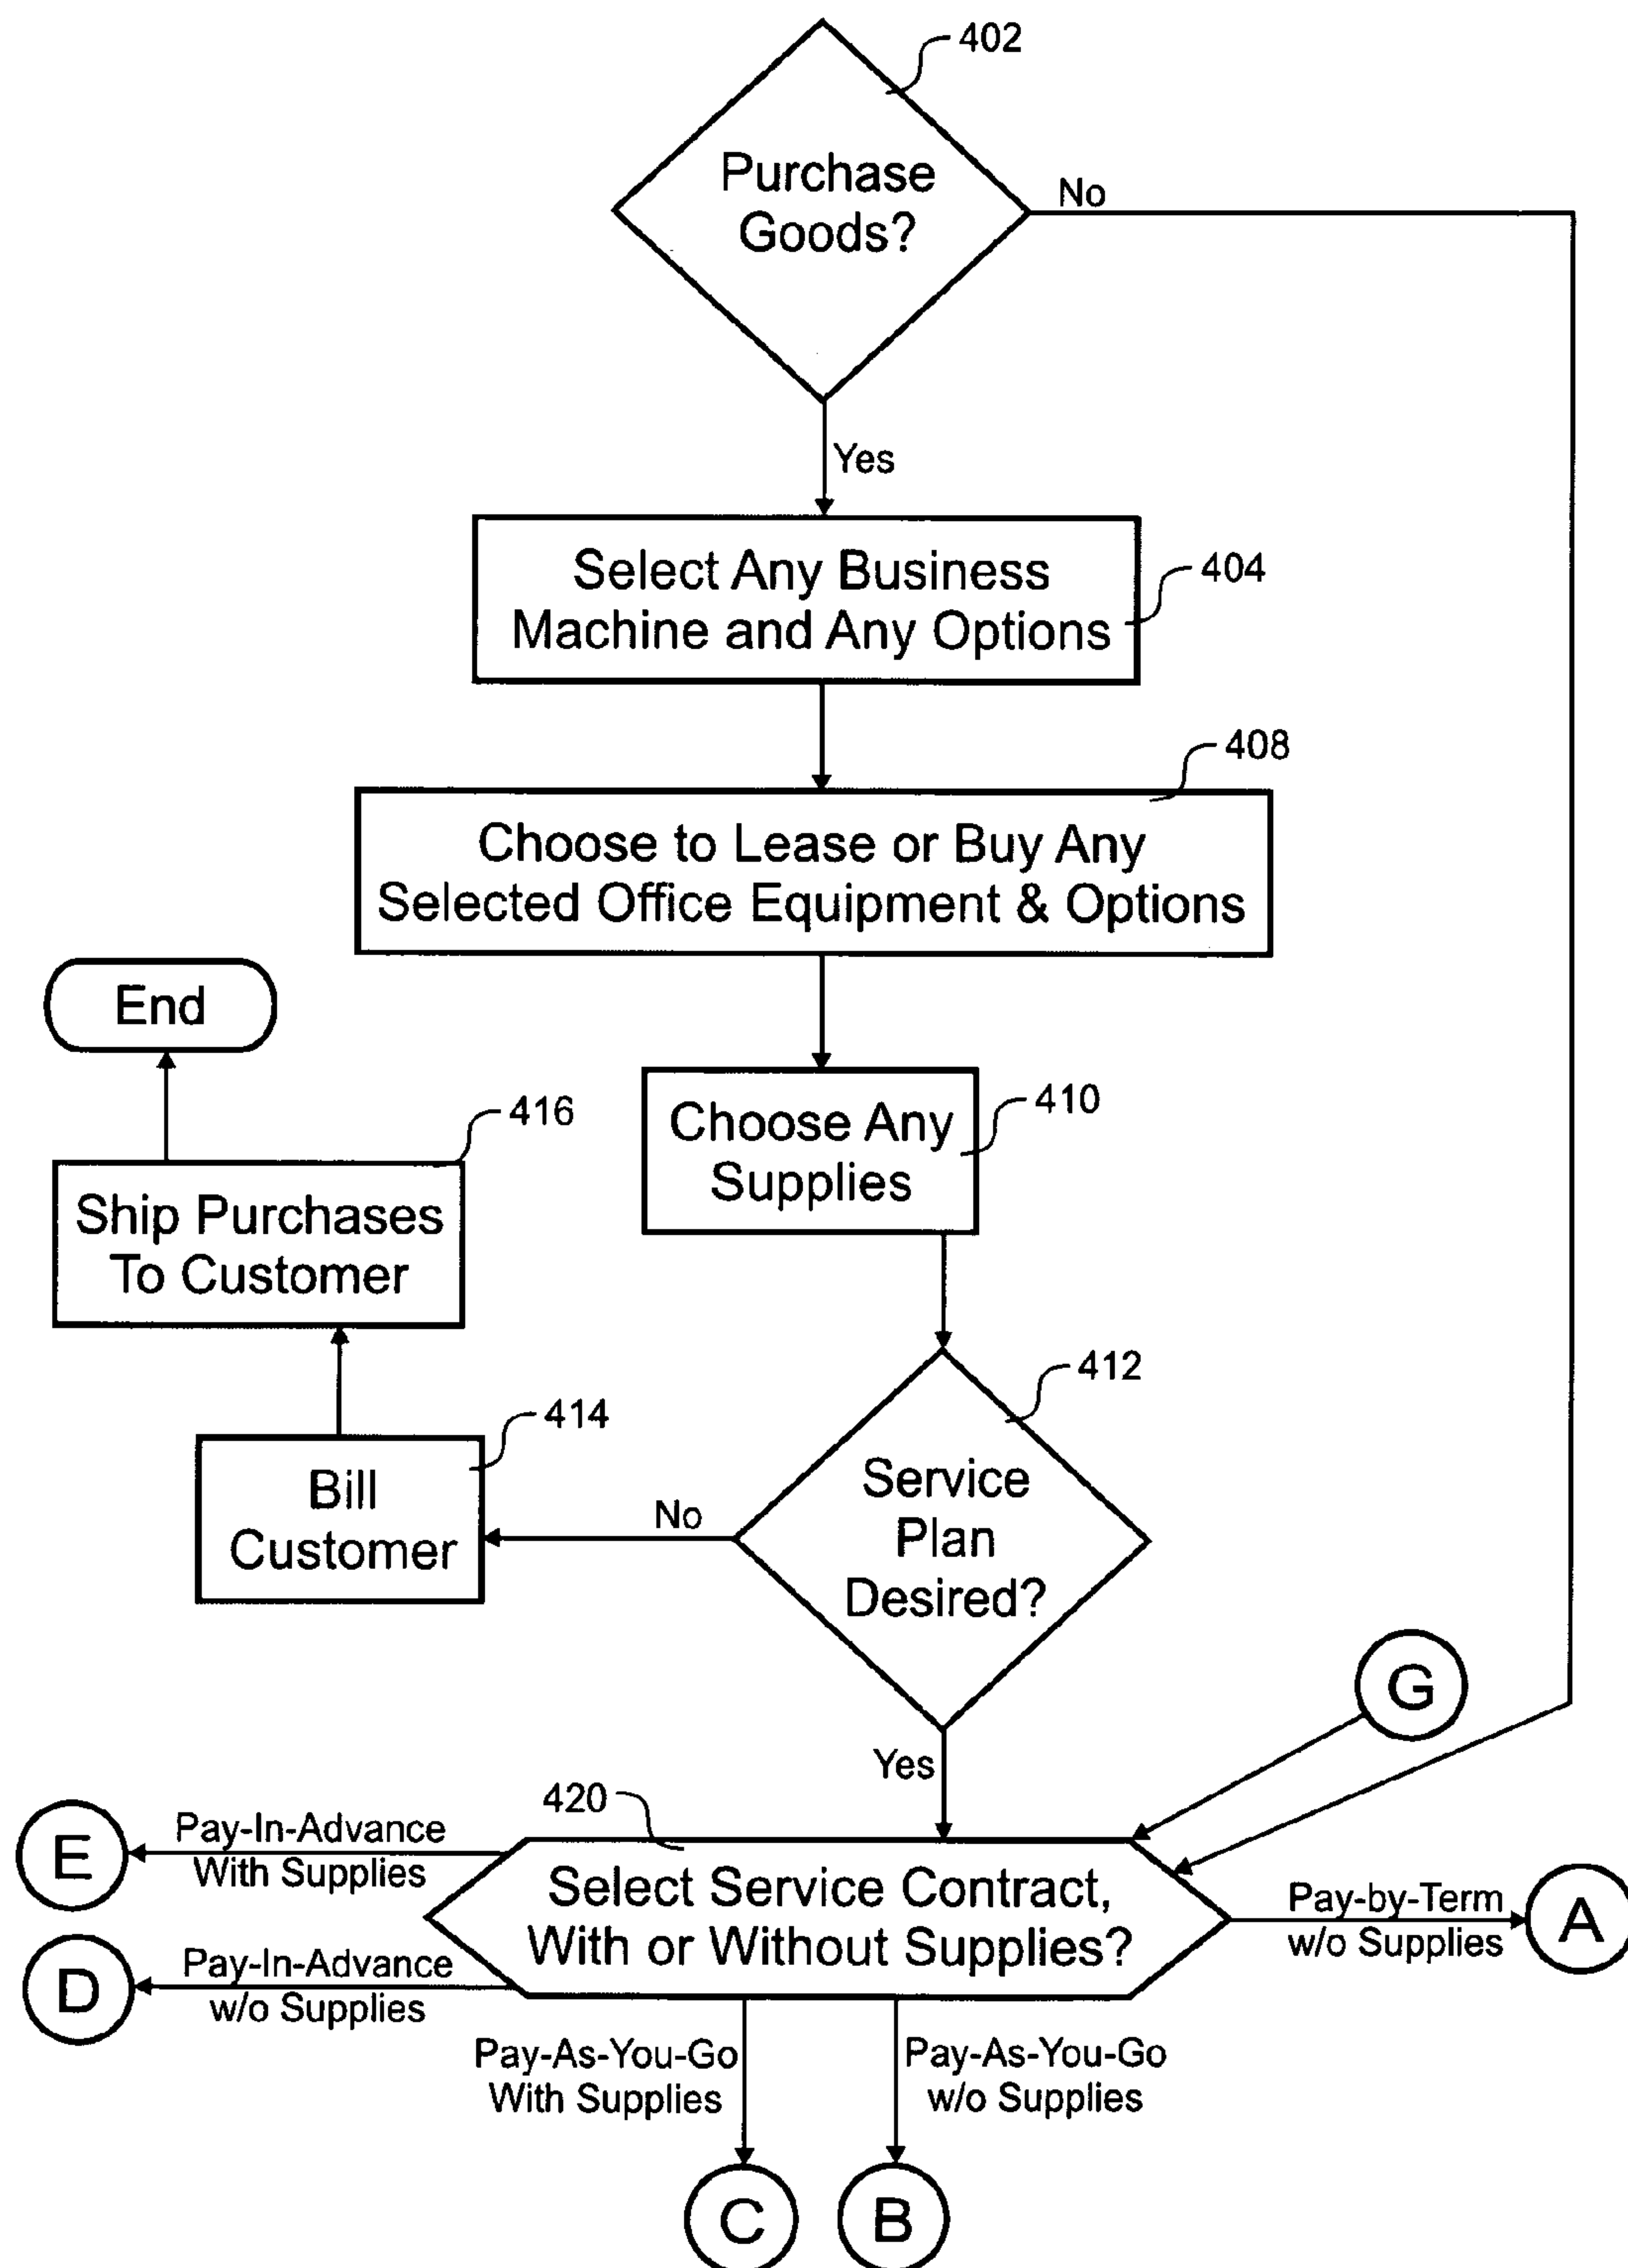 402
Purchase
Goods?
No
Yes
Select Any Business
Machine and Any Options
404
408
Choose to Lease or Buy Any
Selected Office Equipment & Options
End
Choose Any
Supplies
410
416
Ship Purchases
To Customer
412
414
Bill
Customer
No
Service
Plan
Desired?
G
Yes
420
E
Pay-In-Advance
With Supplies
Select Service Contract,
With or Without Supplies?
Pay-by-Term
w/o Supplies
A
D
Pay-In-Advance
w/o Supplies
Pay-As-You-Go
With Supplies
Pay-As-You-Go
w/o Supplies
C
B